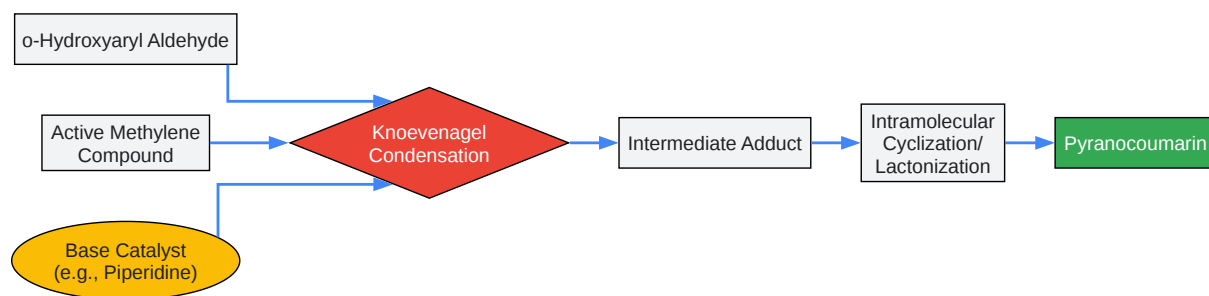 o-Hydroxyaryl Aldehyde
Active Methylene
Compound
Base Catalyst
(e.g., Piperidine)
Knoevenagel
Condensation
Intermediate Adduct
Intramolecular
Cyclization/
Lactonization
Pyranocoumarin